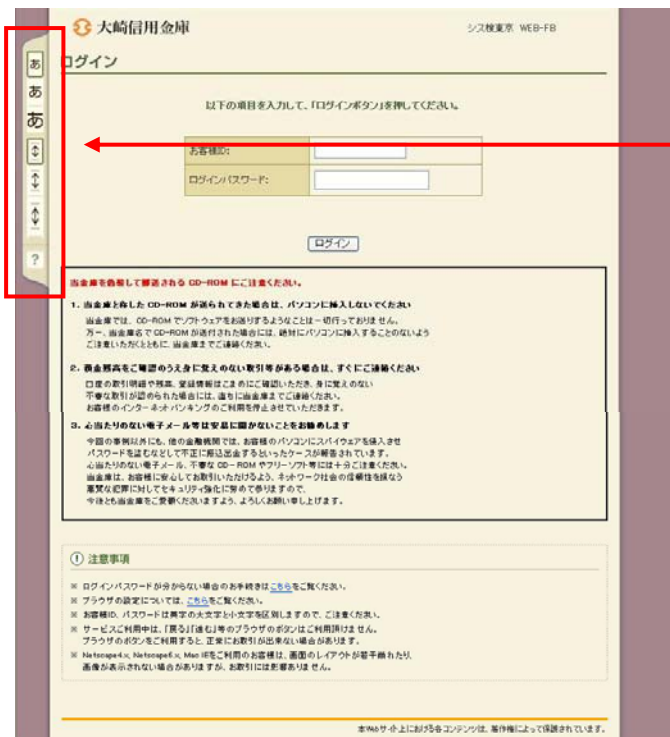 大崎信用金庫
シス検東京 WEB-FB
ログイン
あ
あ
あ
?
以下の項目を入力して、「ログインボタン」を押してください。
お客様ID:
ログインパスワード:
ログイン
当金庫を偽装して郵送される CD-ROM にご注意ください。
1. 当金庫と称した CD-ROM が送られてきた場合は、パソコンに挿入しないでください
当金庫では、CD-ROM でソフトウェアをお送りするようなことは一切行っておりません。
万一、当金庫名で CD-ROM が送付された場合には、絶対にパソコンに挿入することのないよう
ご注意いただくとともに、当金庫までご連絡ください。
2. 預金残高をご確認のうえ身に覚えのない取引等がある場合は、すぐにご連絡ください
口座の取引明細や残高、登録情報はこまめにご確認いただき、身に覚えのない
不審な取引が認められた場合には、直ちに当金庫までご連絡ください。
お客様のインターネットバンキングのご利用を停止させていただきます。
3. 心当たりのない電子メール等は安易に開かないことをお勧めします
今回の事例以外にも、他の金融機関では、お客様のパソコンにスパイウェアを侵入させ
パスワードを盗むなどして不正に振込出金するといったケースが報告されています。
心当たりのない電子メール、不審な CD-ROM やフリーソフト等には十分ご注意ください。
当金庫は、お客様に安心してお取引いただけるよう、ネットワーク社会の信頼性を損なう
悪質な犯罪に対してセキュリティ強化に努めて参りますので、
今後とも当金庫をご愛顧くださいますよう、よろしくお願い申し上げます。
注意事項
※ ログインパスワードが分からない場合のお手続きはこちらをご覧ください。
※ ブラウザの設定については、こちらをご覧ください。
※ お客様ID、パスワードは英字の大文字と小文字を区別しますので、ご注意ください。
※ サービスご利用中は、「戻る」「進む」等のブラウザのボタンはご利用頂けません。
ブラウザのボタンをご利用すると、正常にお取引が出来ない場合があります。
※ Netscape4.x, Netscape6.x, Mac IEをご利用のお客様は、画面のレイアウトが若干崩れたり、
画像が表示されない場合がありますが、お取引には影響ありません。
本Webサイト上における各コンテンツは、著作権によって保護されています。